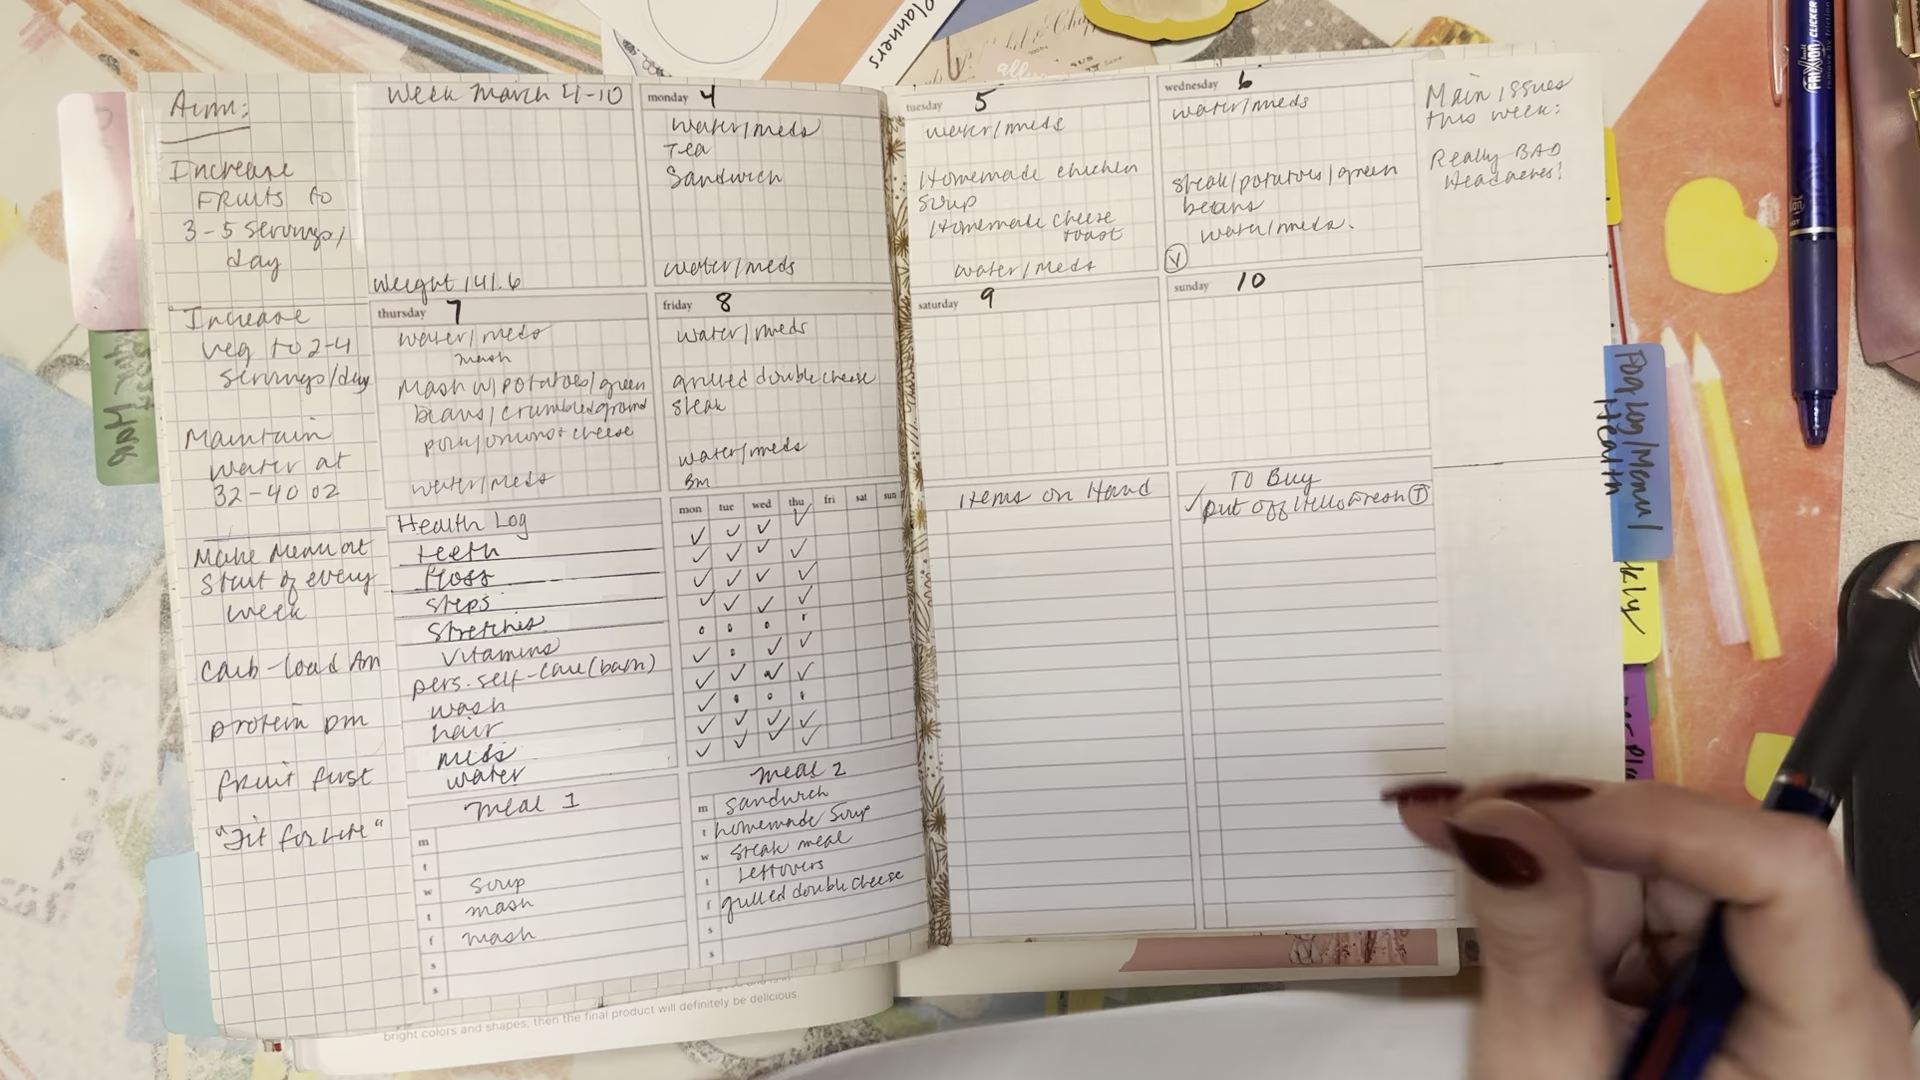 Aim:
Increase
Fruits to
3-5 servings/
day
"Increase
veg to 2-4
servings/day
Maintain
water at
32-40 oz
Make Menu at
Start of every
week
Carb-load Am
protein pm
fruit first
"Fit for Life"
Week March 4-10
Weight 141.6
monday 4
water/meds
Tea
Sandwich
water/meds
tuesday 5
water/meds
Homemade chicken
soup
Homemade cheese
toast
water/meds
wednesday 6
water/meds
steak/potatoes/green
beans
water/meds.
V
Main issues
this week:
Really BAD
Headaches!
thursday 7
water/meds
mash
Mash w/potatoes/green
beans/crumbled ground
pork/onions+cheese
water/meds
friday 8
water/meds
grilled double cheese
steak
water/meds
Bm
saturday 9
sunday 10
Health Log
teeth
floss
steps
Stretches
Vitamins
pers. self-care (bath)
wash
hair
meds
water
mon tue wed thu fri sat sun
Meal 1
m
t
w soup
t mash
f mash
s
s
Meal 2
m Sandwich
t homemade Soup
w steak meal
t leftovers
f grilled double cheese
s
s
Items on Hand
To Buy
put off HelloFresh T
Planners
FRIXION CLICKER
Log/Menu/
Health
kly
bright colors and shapes, then the final product will definitely be delicious.